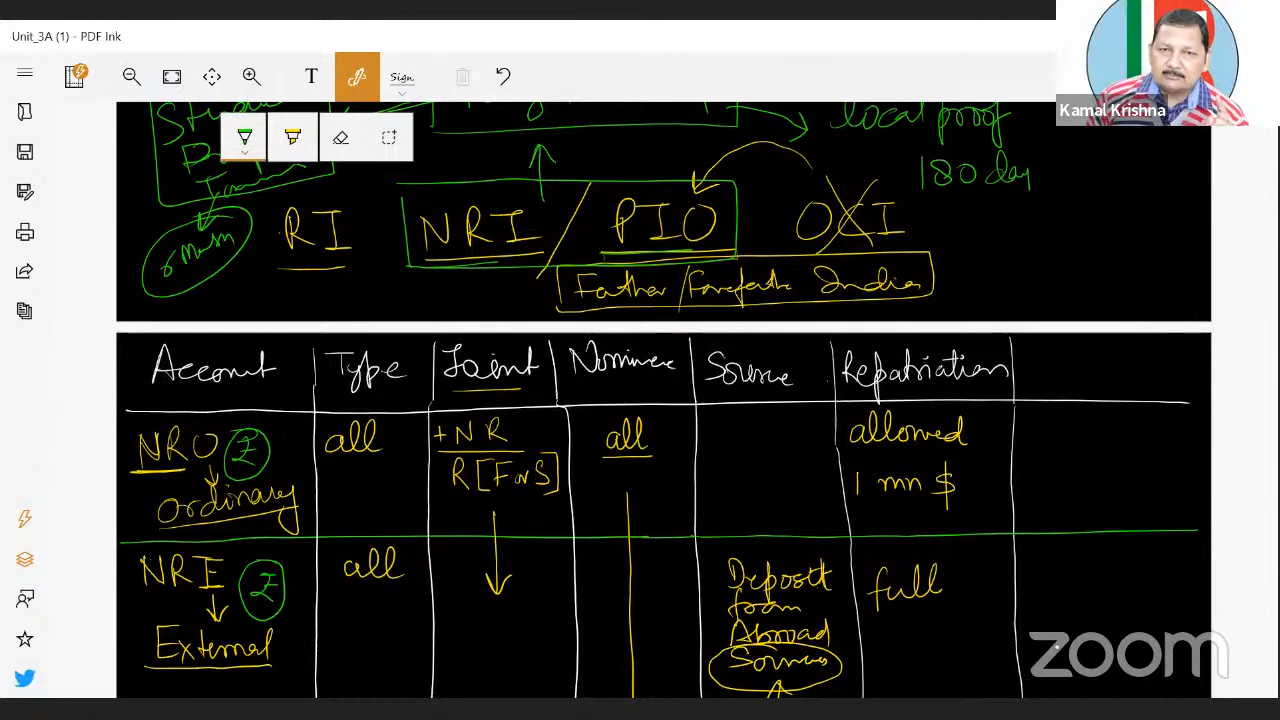 Unit_3A (1) - PDF Ink
T
Sign
Kamal Krishna
local proof
180 day
RI NRI / PIO OCI
Father / Indian
Account Type Joint Nominee Source Repatriation
NRO ₹ all + NR all allowed
Ordinary R [F or S] 1 mn $
NRE ₹ all Deposit full
External from
Abroad
Sources
zoom